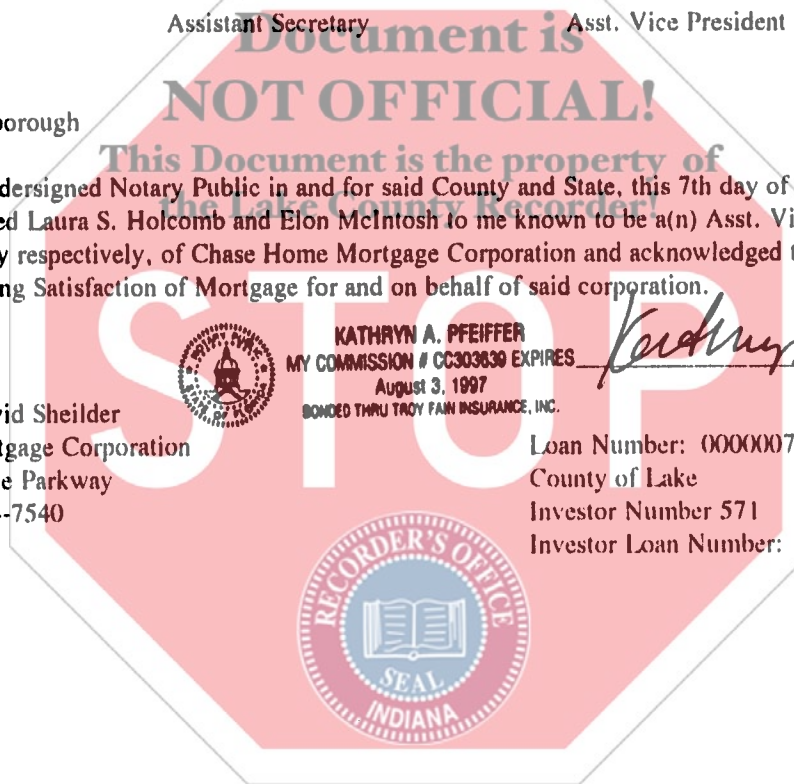 Assistant Secretary Asst. Vice President
Document is
NOT OFFICIAL!
orough
This Document is the property of
dersigned Notary Public in and for said County and State, this 7th day of
the Lake County Recorder!
ed Laura S. Holcomb and Elon McIntosh to me known to be a(n) Asst. Vi
y respectively, of Chase Home Mortgage Corporation and acknowledged t
ng Satisfaction of Mortgage for and on behalf of said corporation.
KATHRYN A. PFEIFFER
MY COMMISSION # CC303639 EXPIRES
August 3, 1997
BONDED THRU TROY FAIN INSURANCE, INC.
STOP
id Sheilder
tgage Corporation
e Parkway
-7540
Loan Number: 0000007
County of Lake
Investor Number 571
Investor Loan Number:
RECORDER'S OFFICE
SEAL
INDIANA